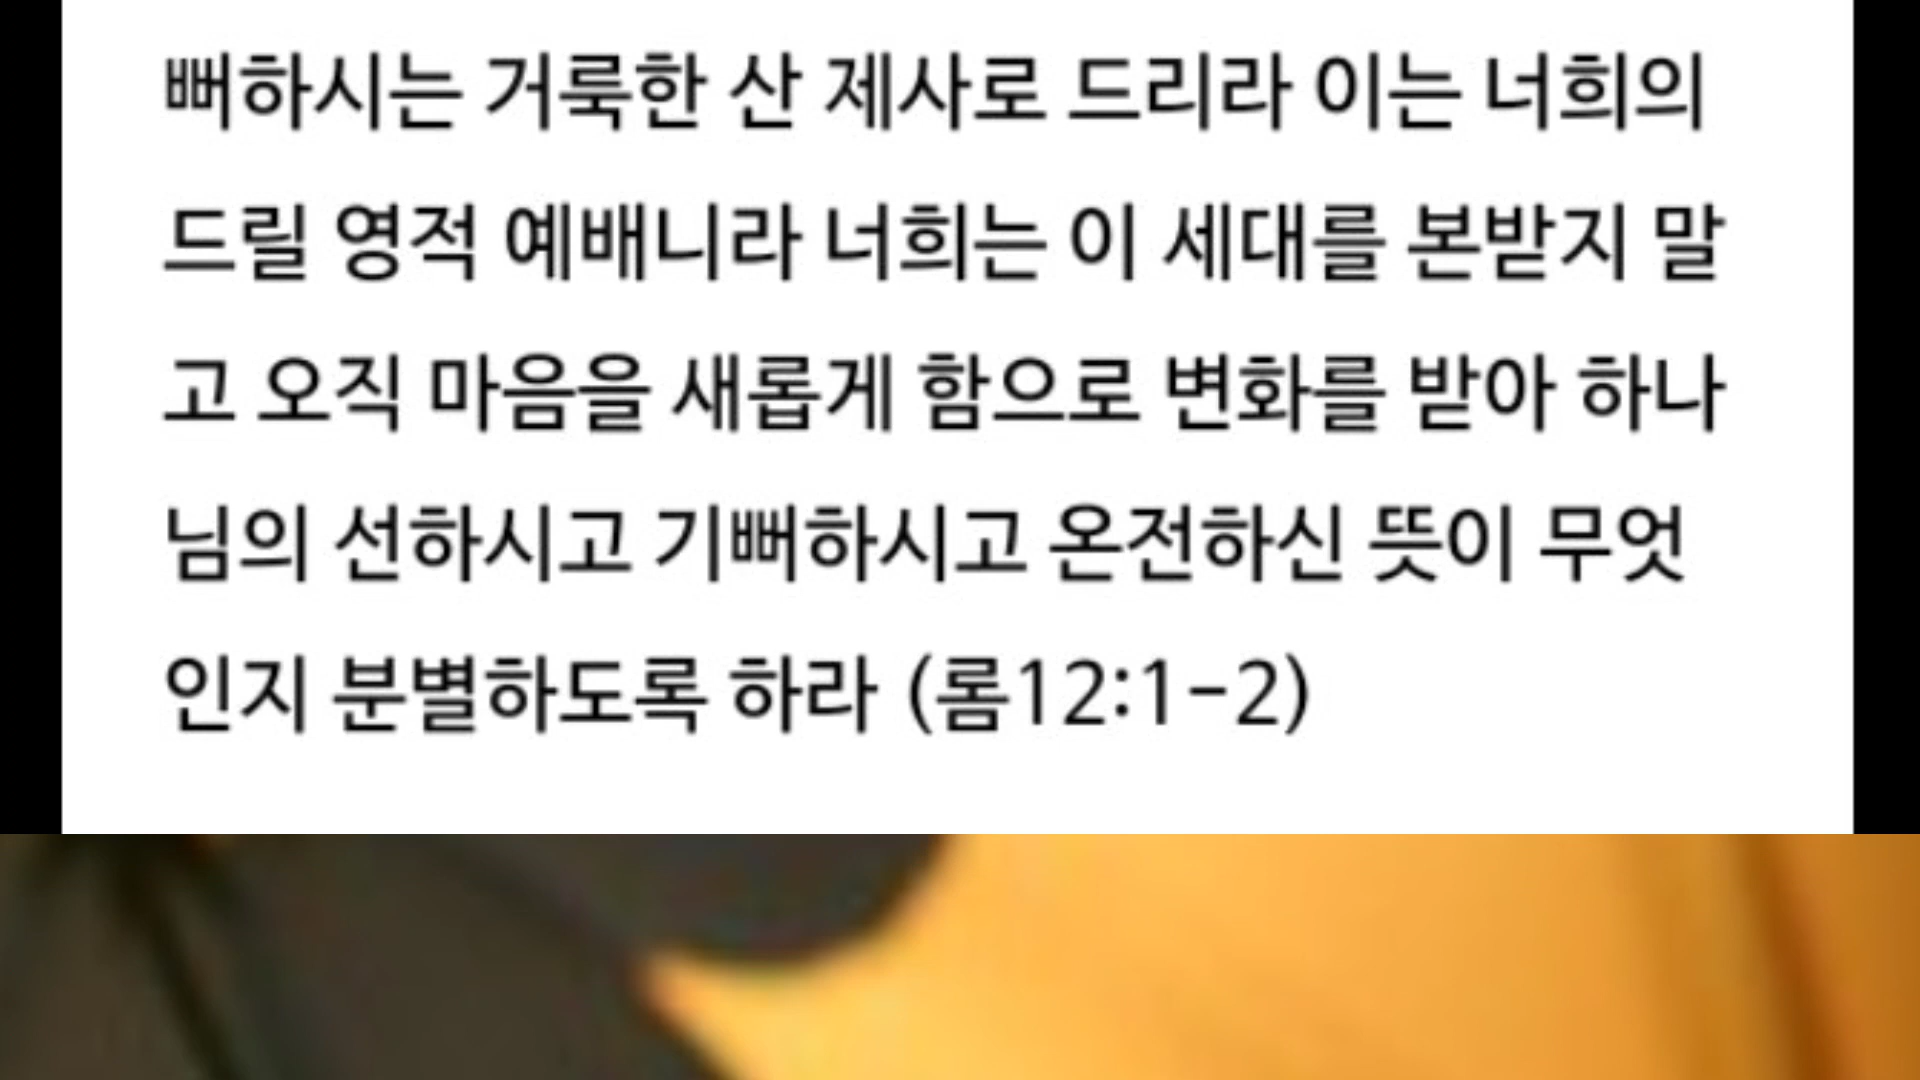 뻐하시는 거룩한 산 제사로 드리라 이는 너희의
드릴 영적 예배니라 너희는 이 세대를 본받지 말
고 오직 마음을 새롭게 함으로 변화를 받아 하나
님의 선하시고 기뻐하시고 온전하신 뜻이 무엇
인지 분별하도록 하라 (롬12:1-2)